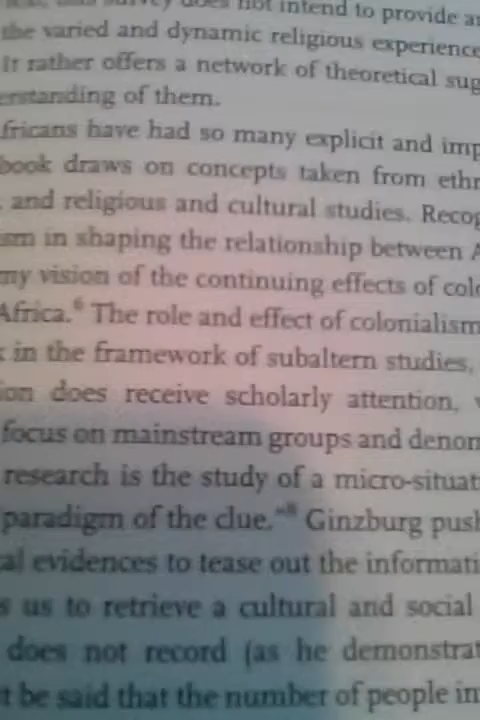 survey does not intend to provide
the varied and dynamic religious experience
It rather offers a network of theoretical sug
erstanding of them.
fricans have had so many explicit and imp
book draws on concepts taken from ethn
and religious and cultural studies. Recog
sm in shaping the relationship between A
my vision of the continuing effects of colo
Africa.6 The role and effect of colonialism
in the framework of subaltern studies,
ion does receive scholarly attention,
focus on mainstream groups and denom
research is the study of a micro-situat
paradigm of the clue."8 Ginzburg push
al evidences to tease out the informati
s us to retrieve a cultural and social
does not record (as he demonstrat
t be said that the number of people in